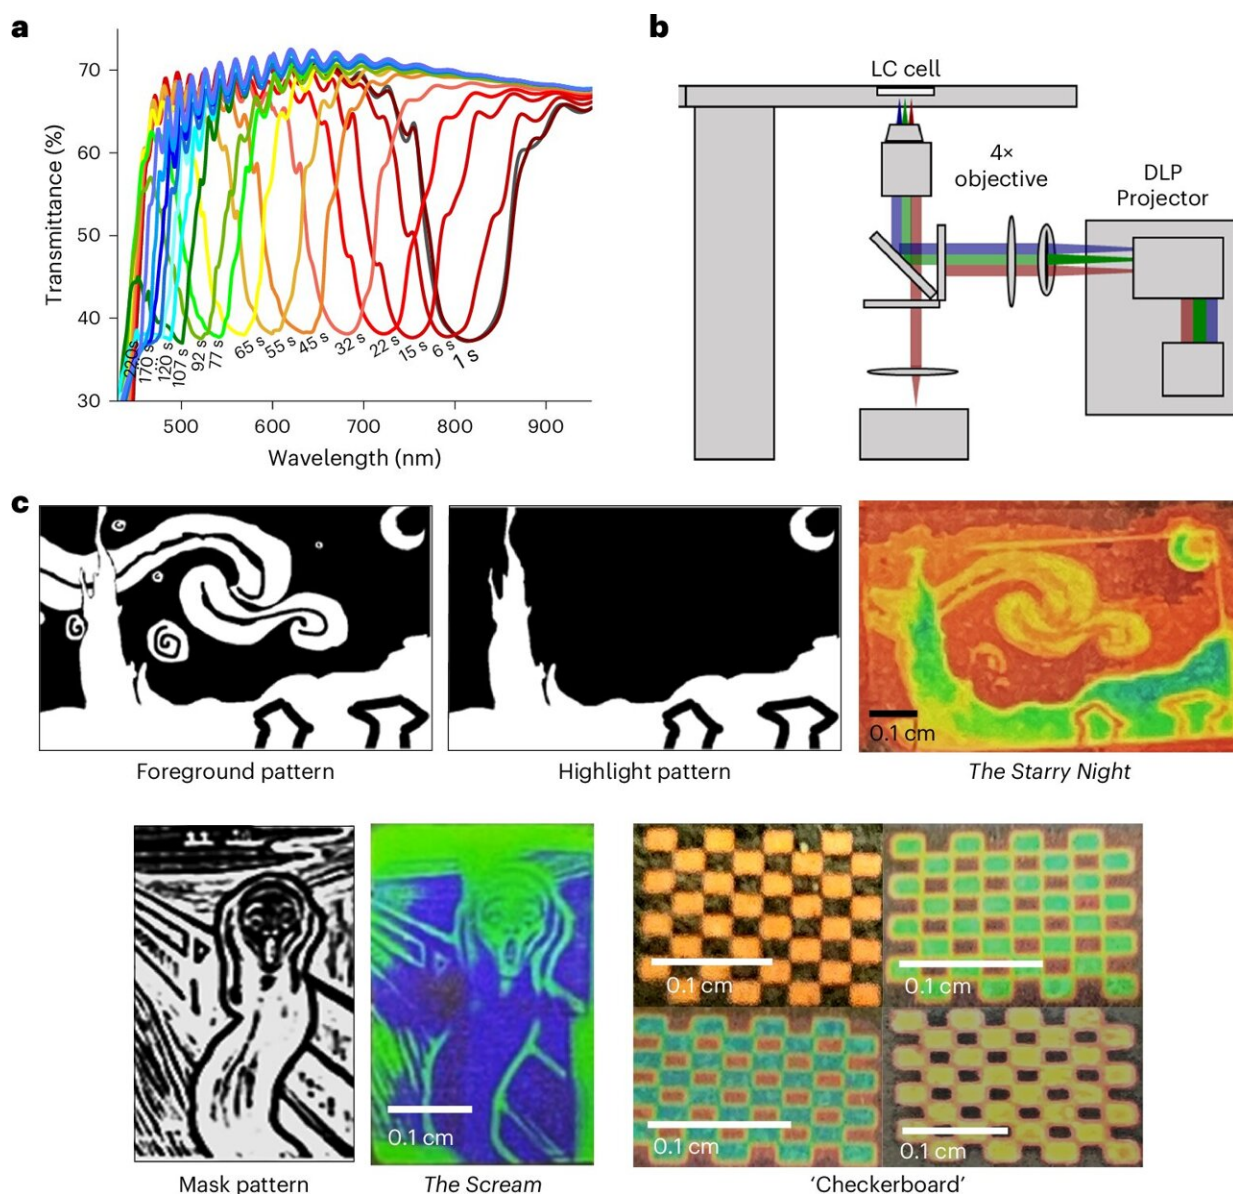 a
b
70
60
50
40
30
Transmittance (%)
170 s
...
120 s
107 s
92 s
77 s
65 s
55 s
45 s
32 s
22 s
15 s
6 s
1 s
500
600
700
800
900
Wavelength (nm)
LC cell
4×
objective
DLP
Projector
c
0.1 cm
Foreground pattern
Highlight pattern
The Starry Night
0.1 cm
0.1 cm
0.1 cm
0.1 cm
0.1 cm
Mask pattern
The Scream
'Checkerboard'